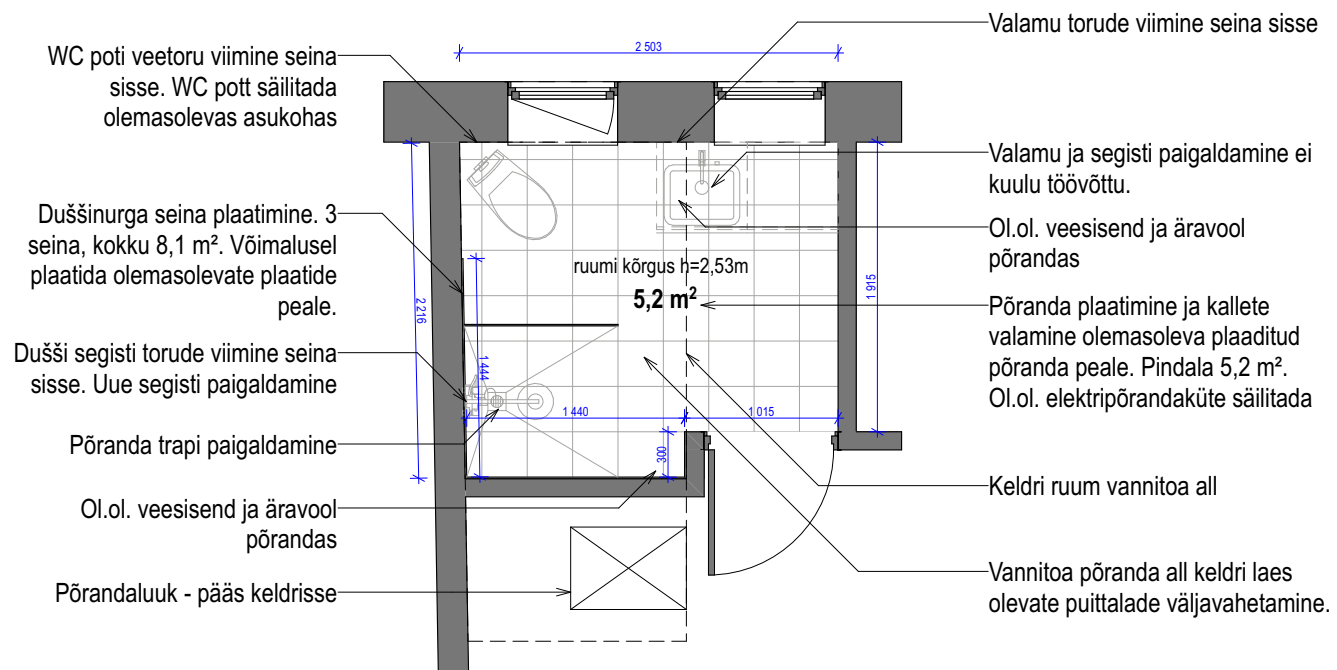 2 503
WC poti veetoru viimine seina
sisse. WC pott säilitada
olemasolevas asukohas
Duššinurga seina plaatimine. 3
seina, kokku 8,1 m². Võimalusel
plaatida olemasolevate plaatide
peale.
Dušši segisti torude viimine seina
sisse. Uue segisti paigaldamine
Põranda trapi paigaldamine
Ol.ol. veesisend ja äravool
põrandas
Põrandaluuk - pääs keldrisse
2 216
1 444
ruumi kõrgus h=2,53m
5,2 m²
1 440
1 015
300
1 915
Valamu torude viimine seina sisse
Valamu ja segisti paigaldamine ei
kuulu töövõttu.
Ol.ol. veesisend ja äravool
põrandas
Põranda plaatimine ja kallete
valamine olemasoleva plaaditud
põranda peale. Pindala 5,2 m².
Ol.ol. elektripõrandaküte säilitada
Keldri ruum vannitoa all
Vannitoa põranda all keldri laes
olevate puittalade väljavahetamine.